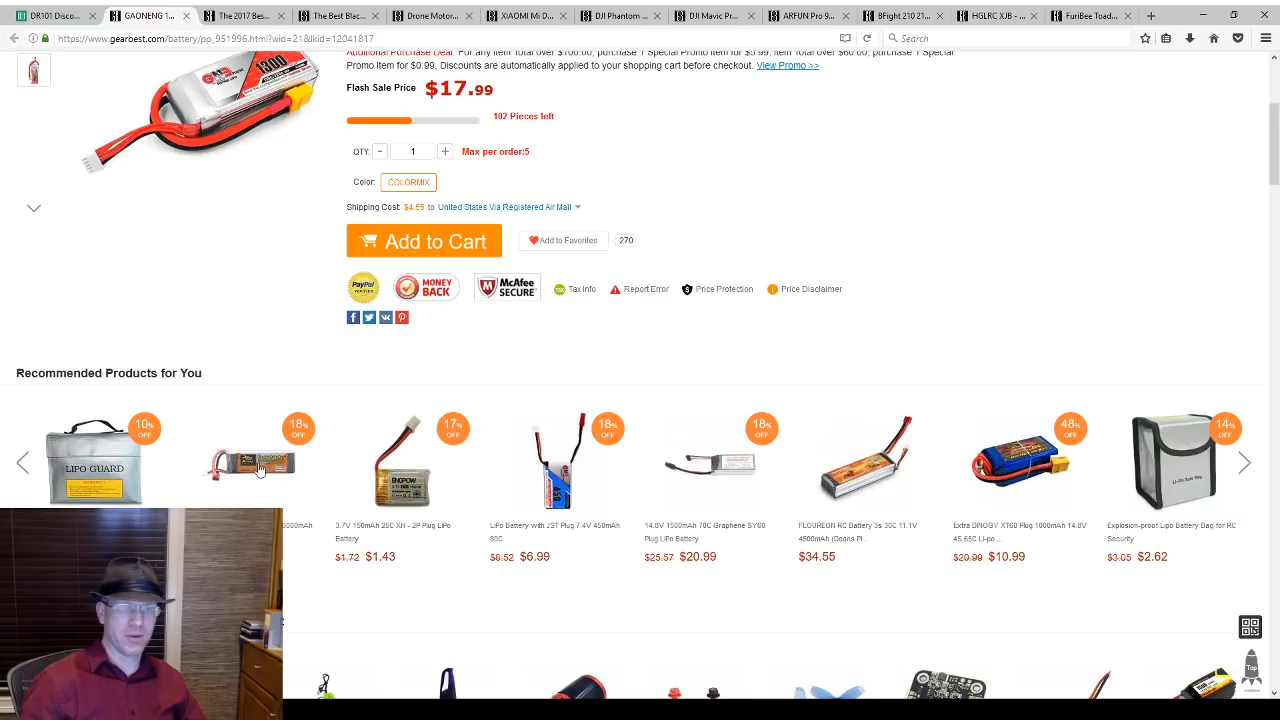 DR101 Disco...
GAONENG 1...
The 2017 Bes...
The Best Blac...
Drone Motor...
XIAOMI Mi D...
DJI Phantom ...
DJI Mavic Pr...
ARFUN Pro 9...
BFight 210 21...
HGLRC XJB - ...
FuriBee Toad...
https://www.gearbest.com/battery/pp_951996.html?wid=21&lkid=12041817
Search
Additional Purchase Deal: For any item total over $100.00, purchase 1 Special Promo item for $5.99, item total over $60.00, purchase 1 Special
Promo Item for $0.99, Discounts are automatically applied to your shopping cart before checkout. View Promo >>
1300
Flash Sale Price $17.99
102 Pieces left
QTY: - 1 + Max per order:5
Color: COLORMIX
Shipping Cost: $4.55 to United States Via Registered Air Mail
Add to Cart
Add to Favorites 270
PayPal VERIFIED
MONEY BACK
McAfee SECURE
Tax Info
Report Error
Price Protection
Price Disclaimer
Recommended Products for You
10% OFF
18% OFF
17% OFF
18% OFF
18% OFF
48% OFF
14% OFF
LIPO GUARD
BNGPOW
6000mAh
3.7V 150mAh 25C XH - 2P Plug LiPo
Battery
$1.72 $1.43
LiPo Battery with JST Plug 7.4V 450mAh
80C
$8.52 $6.99
14.8V 1500mAh 70C Graphene SY60
Plug LiPo Battery
$25.57 $20.99
FLOUREON RC Battery 3s 30C 11.1V
4500mAh (Deans Pl...
$34.55
Extra DINOGY XT60 Plug 1000mAh 14.8V
4S 65C Li-po ...
$20.99 $10.99
Explosion-proof Lipo Battery Bag for RC
Security
$3.05 $2.62
Top